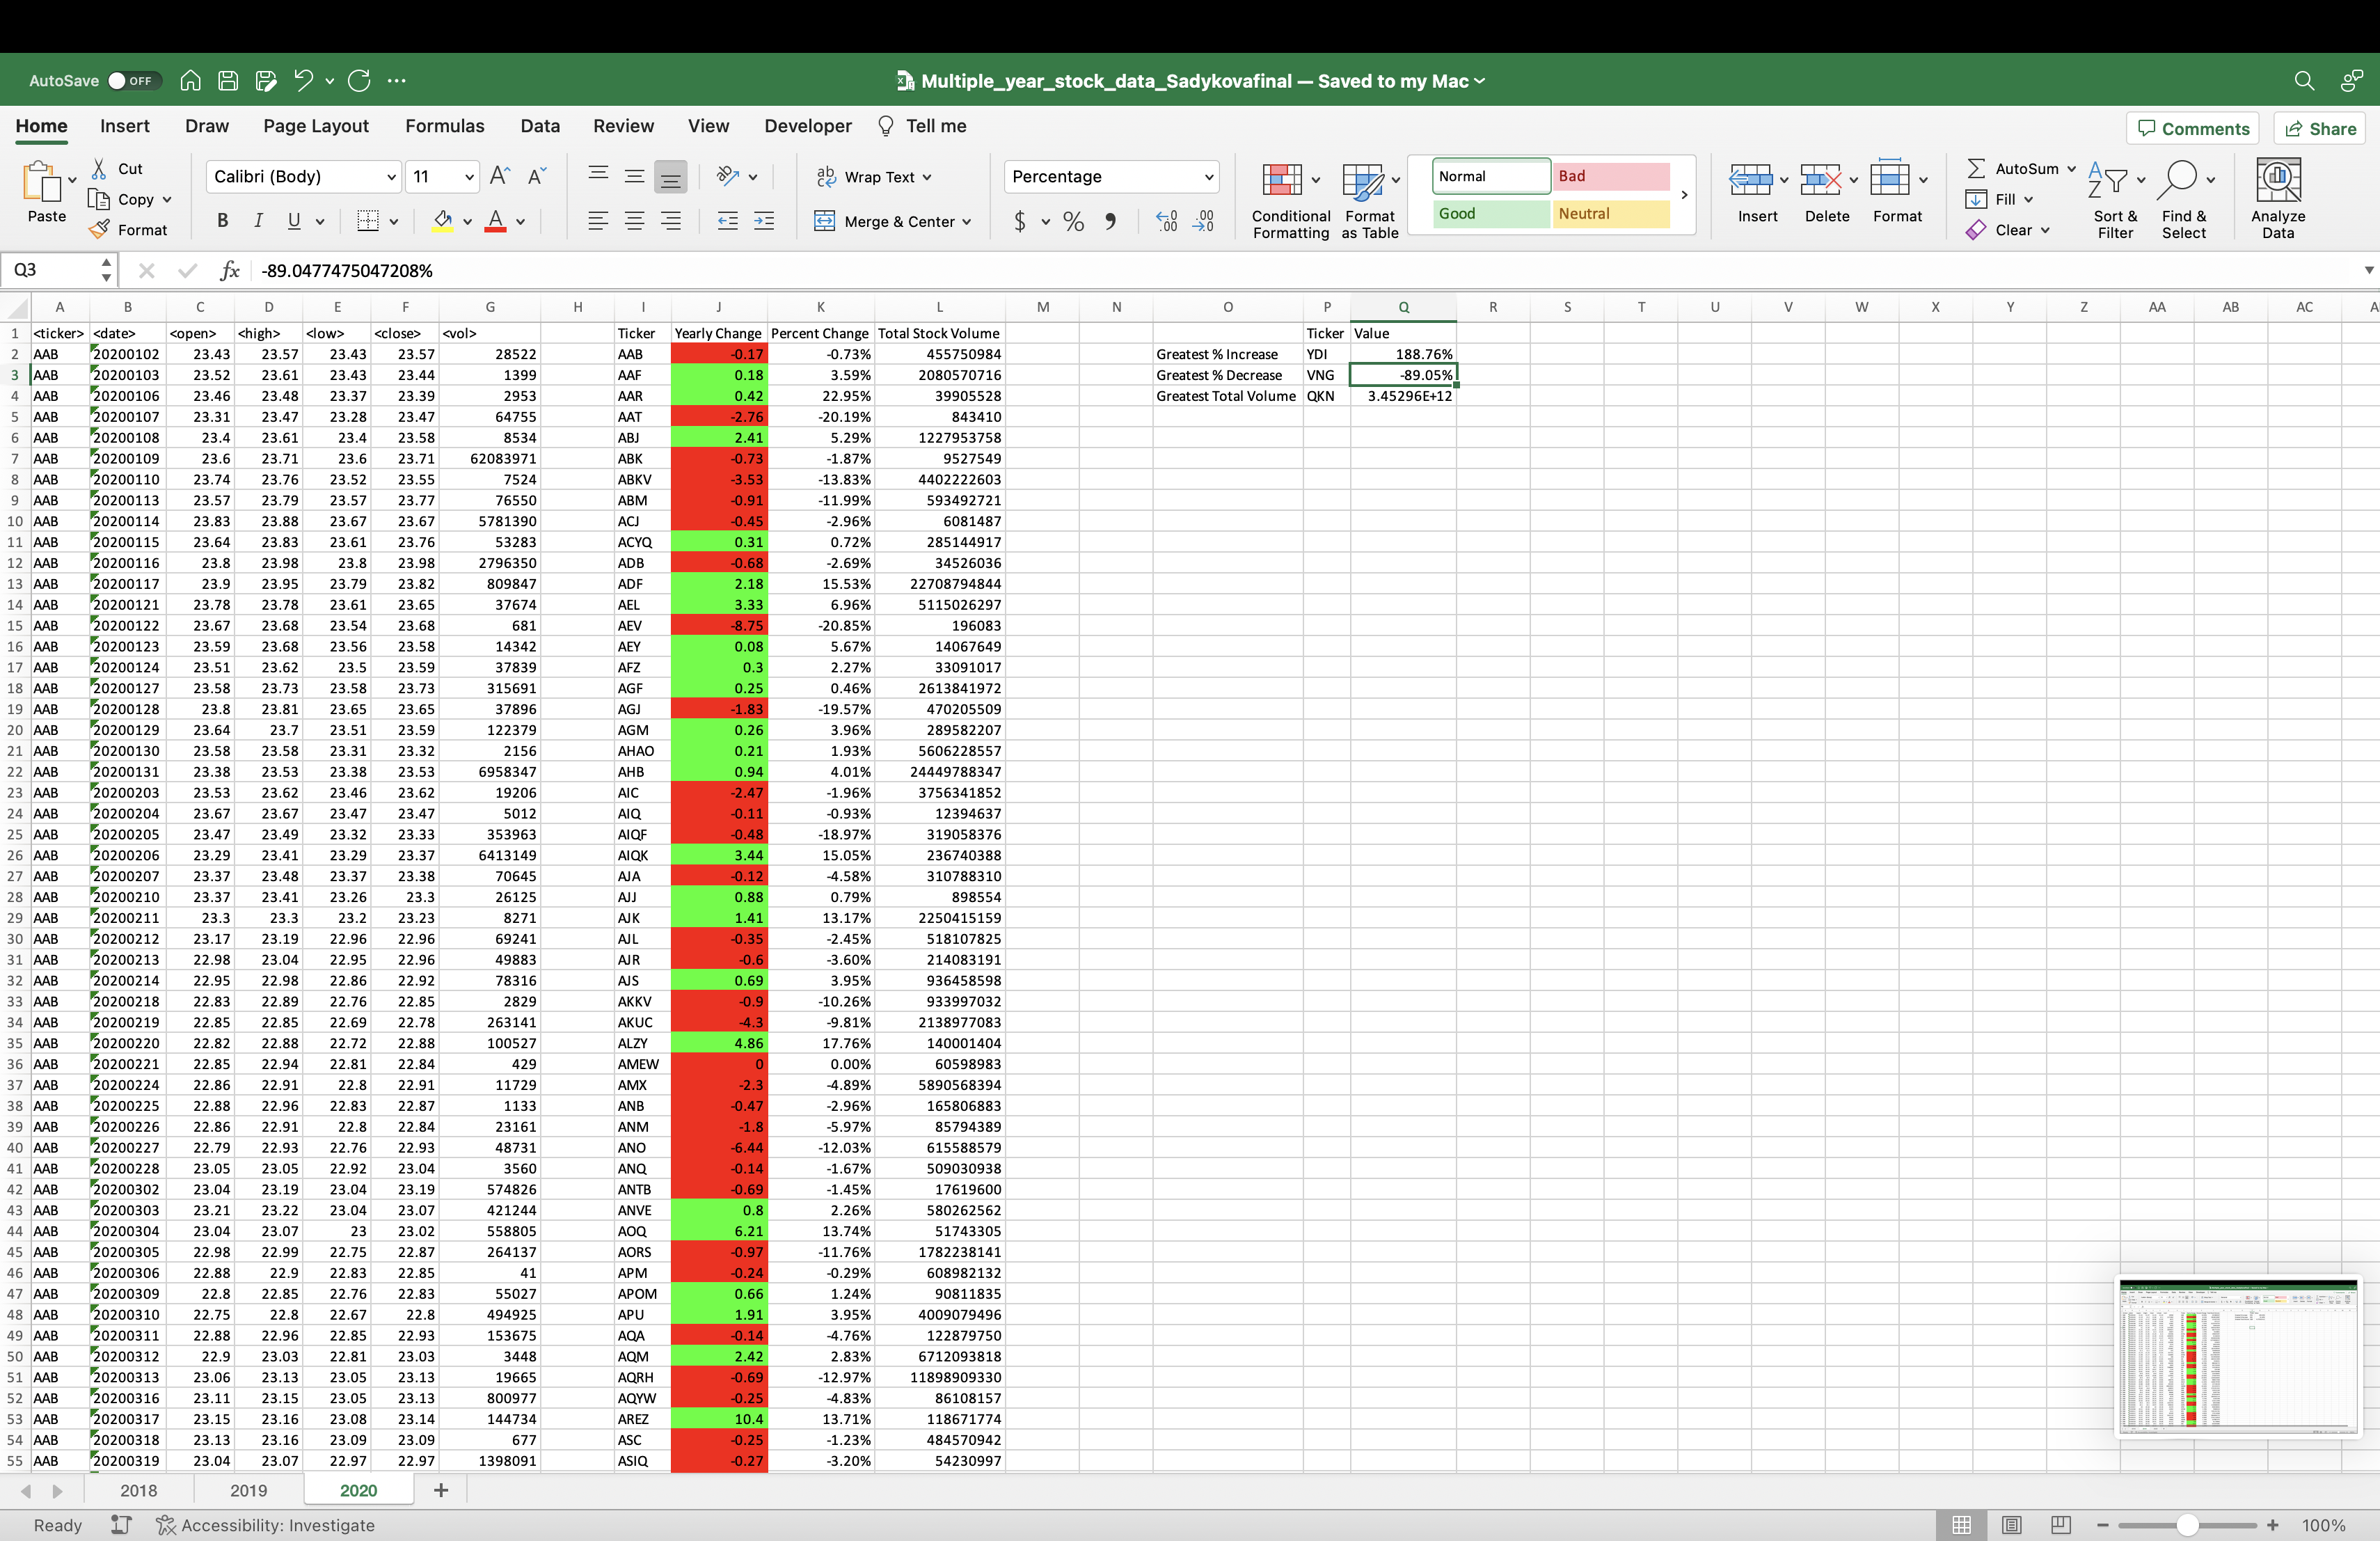 AutoSave OFF Multiple_year_stock_data_Sadykovafinal — Saved to my Mac
Home Insert Draw Page Layout Formulas Data Review View Developer Tell me Comments Share
Paste Cut Copy Format Calibri (Body) 11 Wrap Text Merge & Center Percentage Conditional Formatting Format as Table Normal Bad Good Neutral Insert Delete Format AutoSum Fill Clear Sort & Filter Find & Select Analyze Data
Q3 fx -89.0477475047208%
A B C D E F G H I J K L M N O P Q R S T U V W X Y Z AA AB AC
1 <ticker> <date> <open> <high> <low> <close> <vol> Ticker Yearly Change Percent Change Total Stock Volume Ticker Value
2 AAB 20200102 23.43 23.57 23.43 23.57 28522 AAB -0.17 -0.73% 455750984 Greatest % Increase YDI 188.76%
3 AAB 20200103 23.52 23.61 23.43 23.44 1399 AAF 0.18 3.59% 2080570716 Greatest % Decrease VNG -89.05%
4 AAB 20200106 23.46 23.48 23.37 23.39 2953 AAR 0.42 22.95% 39905528 Greatest Total Volume QKN 3.45296E+12
5 AAB 20200107 23.31 23.47 23.28 23.47 64755 AAT -2.76 -20.19% 843410
6 AAB 20200108 23.4 23.61 23.4 23.58 8534 ABJ 2.41 5.29% 1227953758
7 AAB 20200109 23.6 23.71 23.6 23.71 62083971 ABK -0.73 -1.87% 9527549
8 AAB 20200110 23.74 23.76 23.52 23.55 7524 ABKV -3.53 -13.83% 4402222603
9 AAB 20200113 23.57 23.79 23.57 23.77 76550 ABM -0.91 -11.99% 593492721
10 AAB 20200114 23.83 23.88 23.67 23.67 5781390 ACJ -0.45 -2.96% 6081487
11 AAB 20200115 23.64 23.83 23.61 23.76 53283 ACYQ 0.31 0.72% 285144917
12 AAB 20200116 23.8 23.98 23.8 23.98 2796350 ADB -0.68 -2.69% 34526036
13 AAB 20200117 23.9 23.95 23.79 23.82 809847 ADF 2.18 15.53% 22708794844
14 AAB 20200121 23.78 23.78 23.61 23.65 37674 AEL 3.33 6.96% 5115026297
15 AAB 20200122 23.67 23.68 23.54 23.68 681 AEV -8.75 -20.85% 196083
16 AAB 20200123 23.59 23.68 23.56 23.58 14342 AEY 0.08 5.67% 14067649
17 AAB 20200124 23.51 23.62 23.5 23.59 37839 AFZ 0.3 2.27% 33091017
18 AAB 20200127 23.58 23.73 23.58 23.73 315691 AGF 0.25 0.46% 2613841972
19 AAB 20200128 23.8 23.81 23.65 23.65 37896 AGJ -1.83 -19.57% 470205509
20 AAB 20200129 23.64 23.7 23.51 23.59 122379 AGM 0.26 3.96% 289582207
21 AAB 20200130 23.58 23.58 23.31 23.32 2156 AHAO 0.21 1.93% 5606228557
22 AAB 20200131 23.38 23.53 23.38 23.53 6958347 AHB 0.94 4.01% 24449788347
23 AAB 20200203 23.53 23.62 23.46 23.62 19206 AIC -2.47 -1.96% 3756341852
24 AAB 20200204 23.67 23.67 23.47 23.47 5012 AIQ -0.11 -0.93% 12394637
25 AAB 20200205 23.47 23.49 23.32 23.33 353963 AIQF -0.48 -18.97% 319058376
26 AAB 20200206 23.29 23.41 23.29 23.37 6413149 AIQK 3.44 15.05% 236740388
27 AAB 20200207 23.37 23.48 23.37 23.38 70645 AJA -0.12 -4.58% 310788310
28 AAB 20200210 23.37 23.41 23.26 23.3 26125 AJJ 0.88 0.79% 898554
29 AAB 20200211 23.3 23.3 23.2 23.23 8271 AJK 1.41 13.17% 2250415159
30 AAB 20200212 23.17 23.19 22.96 22.96 69241 AJL -0.35 -2.45% 518107825
31 AAB 20200213 22.98 23.04 22.95 22.96 49883 AJR -0.6 -3.60% 214083191
32 AAB 20200214 22.95 22.98 22.86 22.92 78316 AJS 0.69 3.95% 936458598
33 AAB 20200218 22.83 22.89 22.76 22.85 2829 AKKV -0.9 -10.26% 933997032
34 AAB 20200219 22.85 22.85 22.69 22.78 263141 AKUC -4.3 -9.81% 2138977083
35 AAB 20200220 22.82 22.88 22.72 22.88 100527 ALZY 4.86 17.76% 140001404
36 AAB 20200221 22.85 22.94 22.81 22.84 429 AMEW 0 0.00% 60598983
37 AAB 20200224 22.86 22.91 22.8 22.91 11729 AMX -2.3 -4.89% 5890568394
38 AAB 20200225 22.88 22.96 22.83 22.87 1133 ANB -0.47 -2.96% 165806883
39 AAB 20200226 22.86 22.91 22.8 22.84 23161 ANM -1.8 -5.97% 85794389
40 AAB 20200227 22.79 22.93 22.76 22.93 48731 ANO -6.44 -12.03% 615588579
41 AAB 20200228 23.05 23.05 22.92 23.04 3560 ANQ -0.14 -1.67% 509030938
42 AAB 20200302 23.04 23.19 23.04 23.19 574826 ANTB -0.69 -1.45% 17619600
43 AAB 20200303 23.21 23.22 23.04 23.07 421244 ANVE 0.8 2.26% 580262562
44 AAB 20200304 23.04 23.07 23 23.02 558805 AOQ 6.21 13.74% 51743305
45 AAB 20200305 22.98 22.99 22.75 22.87 264137 AORS -0.97 -11.76% 1782238141
46 AAB 20200306 22.88 22.9 22.83 22.85 41 APM -0.24 -0.29% 608982132
47 AAB 20200309 22.8 22.85 22.76 22.83 55027 APOM 0.66 1.24% 90811835
48 AAB 20200310 22.75 22.8 22.67 22.8 494925 APU 1.91 3.95% 4009079496
49 AAB 20200311 22.88 22.96 22.85 22.93 153675 AQA -0.14 -4.76% 122879750
50 AAB 20200312 22.9 23.03 22.81 23.03 3448 AQM 2.42 2.83% 6712093818
51 AAB 20200313 23.06 23.13 23.05 23.13 19665 AQRH -0.69 -12.97% 11898909330
52 AAB 20200316 23.11 23.15 23.05 23.13 800977 AQYW -0.25 -4.83% 86108157
53 AAB 20200317 23.15 23.16 23.08 23.14 144734 AREZ 10.4 13.71% 118671774
54 AAB 20200318 23.13 23.16 23.09 23.09 677 ASC -0.25 -1.23% 484570942
55 AAB 20200319 23.04 23.07 22.97 22.97 1398091 ASIQ -0.27 -3.20% 54230997
2018 2019 2020
Ready Accessibility: Investigate 100%